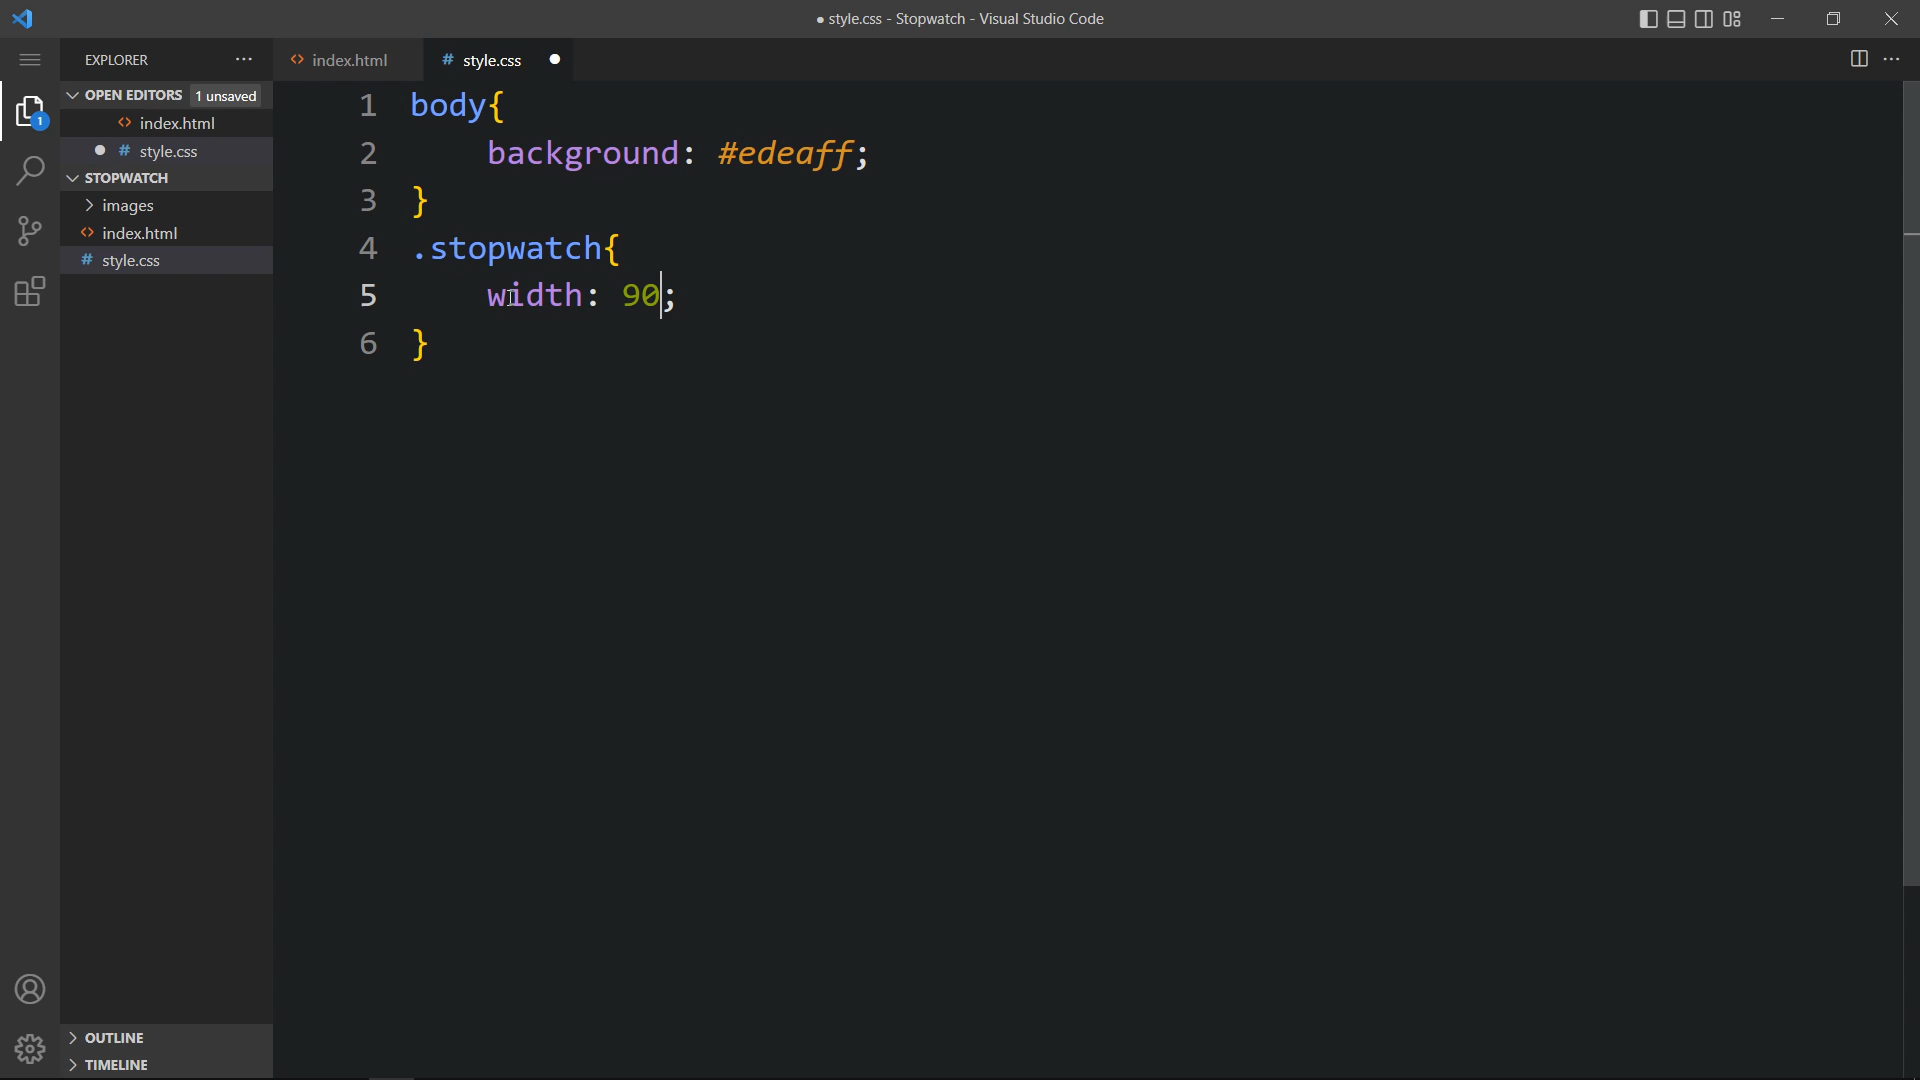 ● style.css - Stopwatch - Visual Studio Code
EXPLORER ...
<> index.html
# style.css ●
OPEN EDITORS 1 unsaved
<> index.html
● # style.css
STOPWATCH
> images
<> index.html
# style.css
1
OUTLINE
TIMELINE
1 body{
2     background: #edeaff;
3 }
4 .stopwatch{
5     width: 90;
6 }